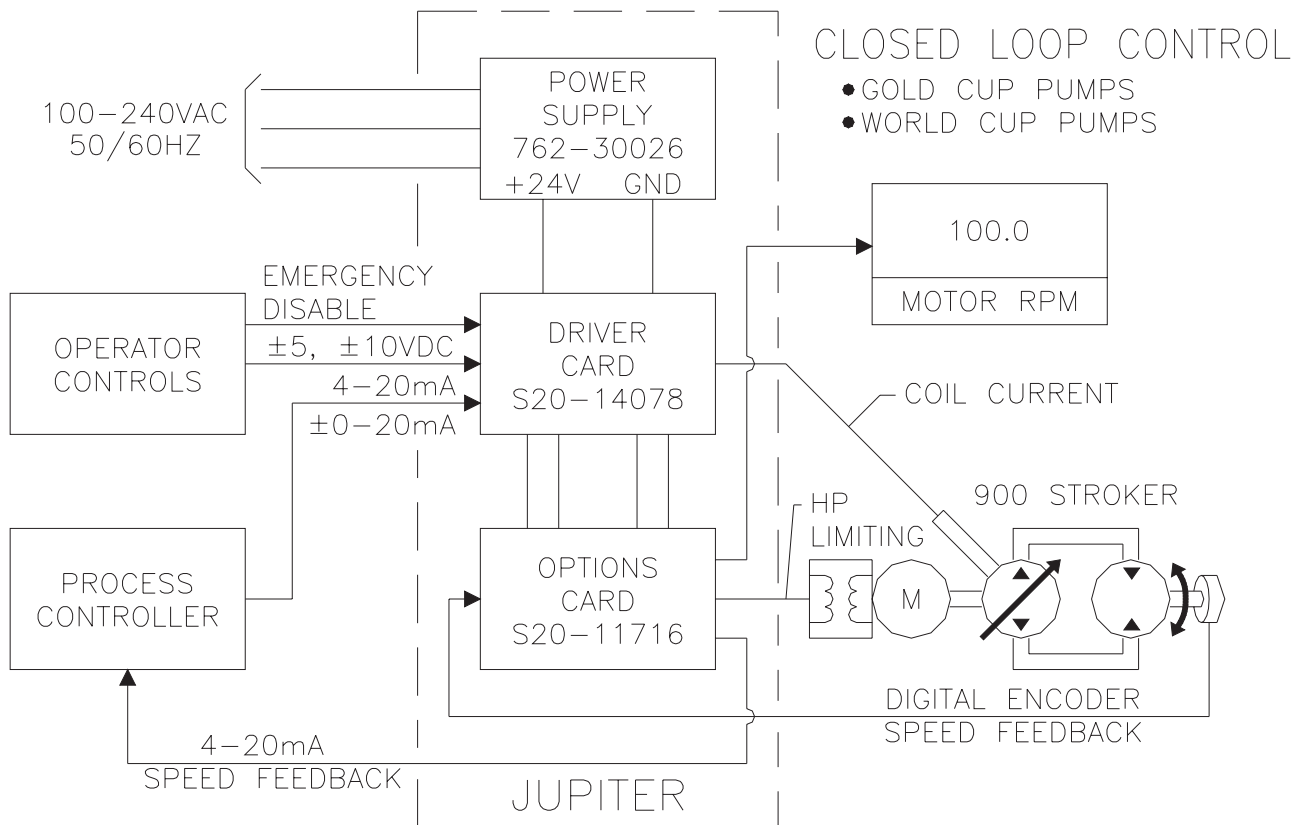 CLOSED LOOP CONTROL
● GOLD CUP PUMPS
● WORLD CUP PUMPS
100-240VAC
50/60HZ
POWER
SUPPLY
762-30026
+24V GND
100.0
MOTOR RPM
EMERGENCY
DISABLE
±5, ±10VDC
4-20mA
±0-20mA
OPERATOR
CONTROLS
DRIVER
CARD
S20-14078
COIL CURRENT
900 STROKER
HP
LIMITING
PROCESS
CONTROLLER
OPTIONS
CARD
S20-11716
M
DIGITAL ENCODER
SPEED FEEDBACK
4-20mA
SPEED FEEDBACK
JUPITER